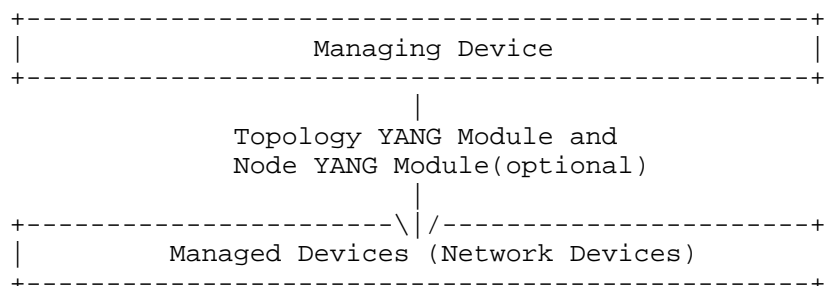 Managing Device
Topology YANG Module and
Node YANG Module(optional)
Managed Devices (Network Devices)